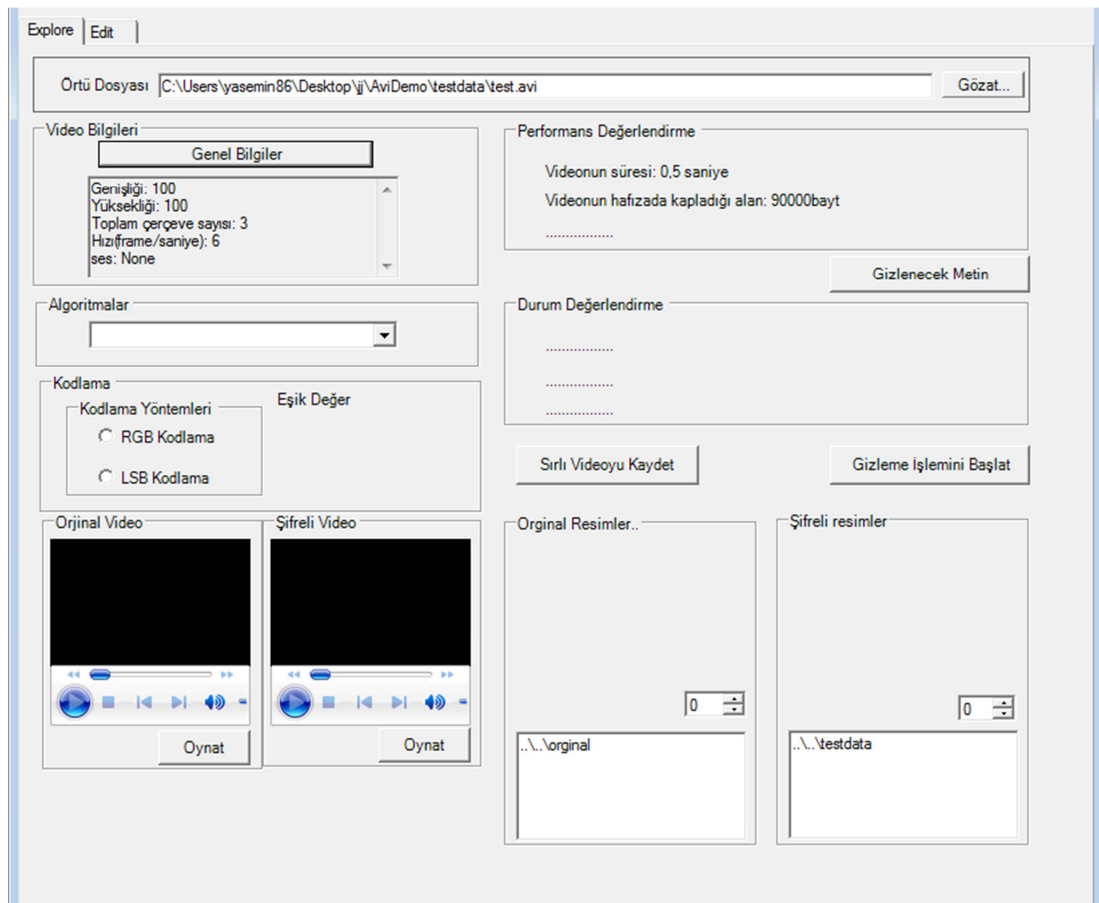 Explore Edit
Örtü Dosyası C:\Users\yasemin86\Desktop\jj\AviDemo\testdata\test.avi Gözat...
Video Bilgileri
Genel Bilgiler
Genişliği: 100
Yüksekliği: 100
Toplam çerçeve sayısı: 3
Hızı(frame/saniye): 6
ses: None
Performans Değerlendirme
Videonun süresi: 0,5 saniye
Videonun hafızada kapladığı alan: 90000bayt
.................
Gizlenecek Metin
Algoritmalar
Durum Değerlendirme
.................
.................
.................
Kodlama
Kodlama Yöntemleri
RGB Kodlama
LSB Kodlama
Eşik Değer
Sırlı Videoyu Kaydet
Gizleme İşlemini Başlat
Orjinal Video
Oynat
Şifreli Video
Oynat
Orginal Resimler..
0
..\..\orginal
Şifreli resimler
0
..\..\testdata